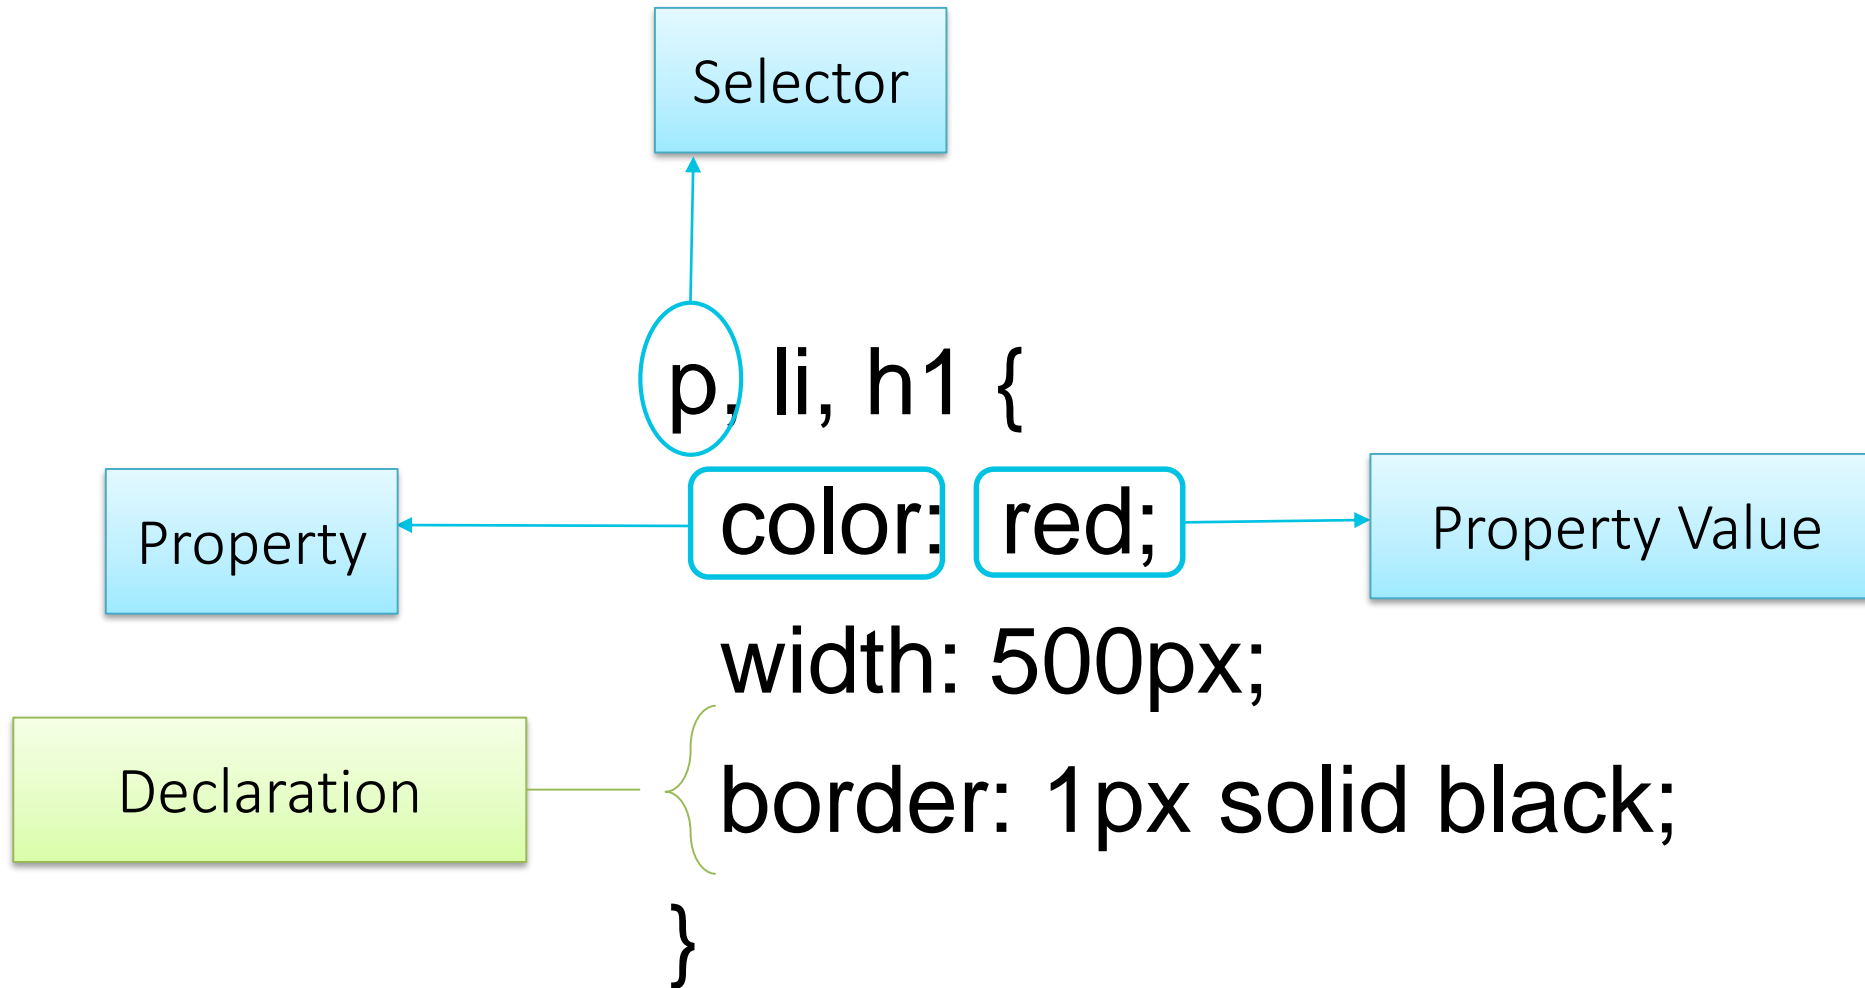 Selector
p, li, h1 {
Property
color: red;
Property Value
width: 500px;
Declaration
border: 1px solid black;
}